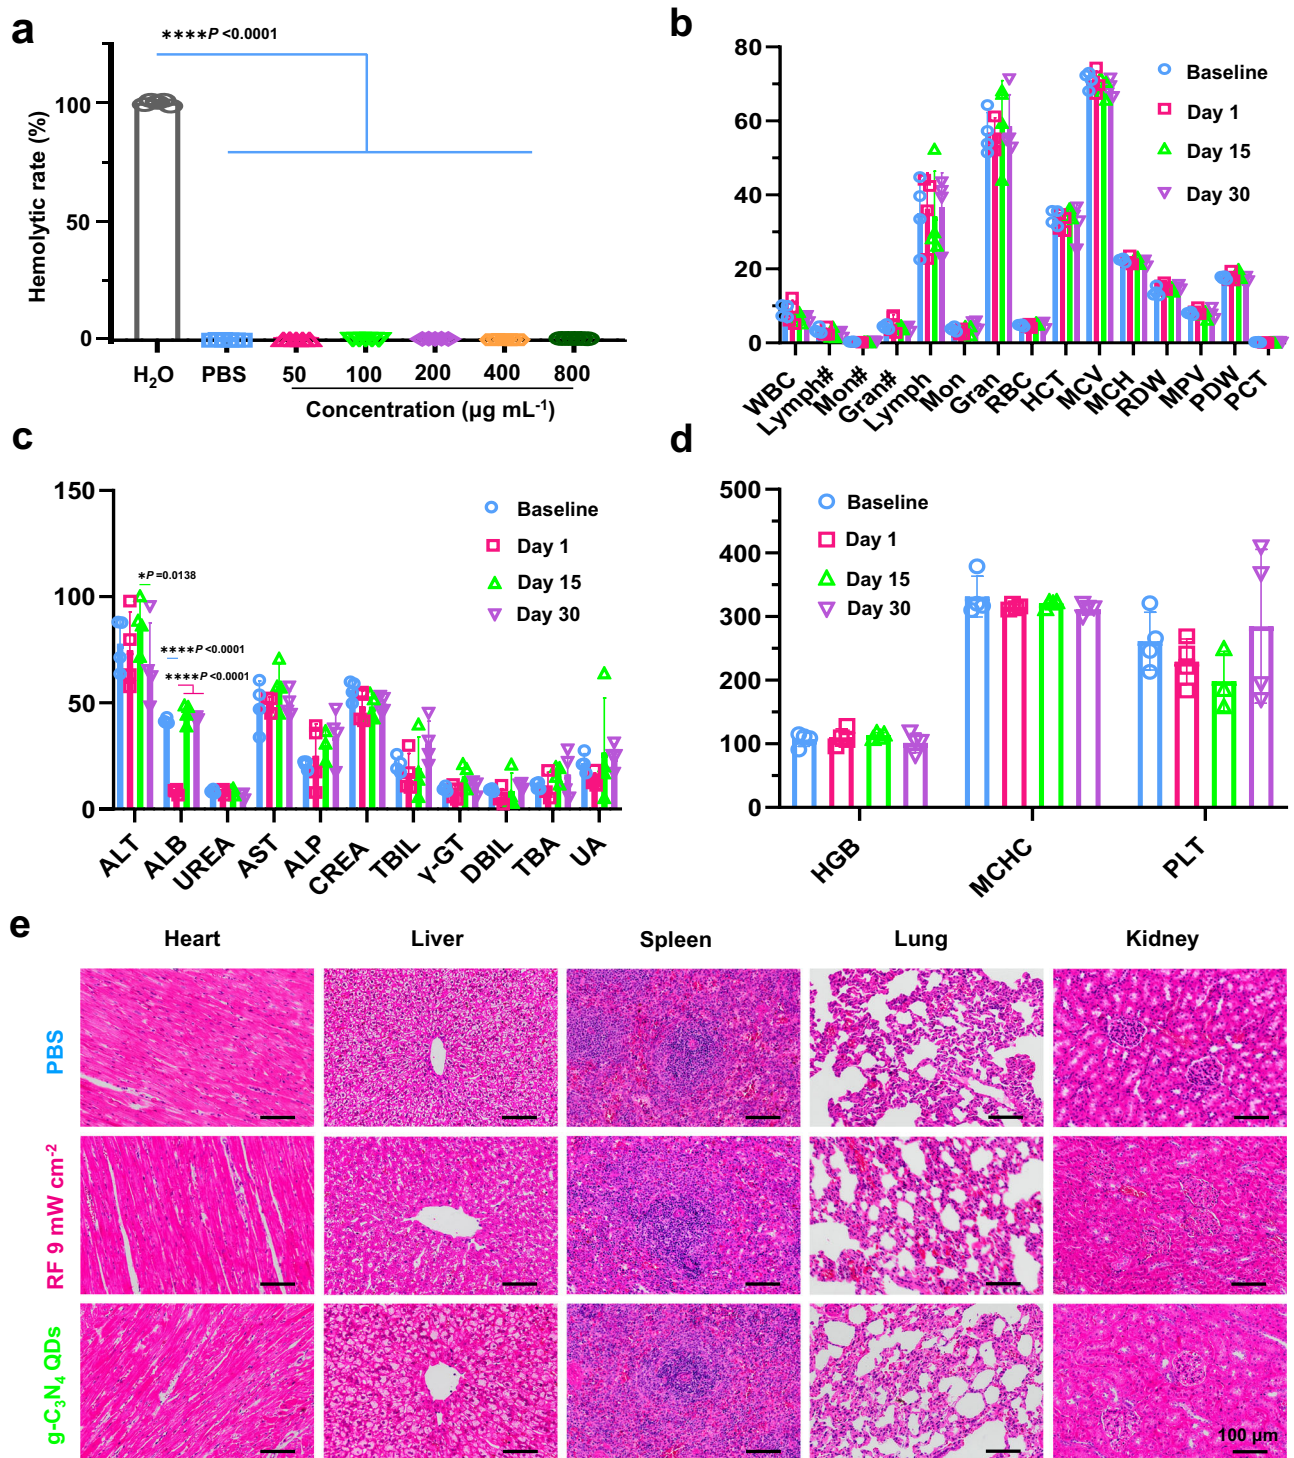 a
****P <0.0001
Hemolytic rate (%)
100
50
0
H₂O PBS 50 100 200 400 800
Concentration (µg mL⁻¹)
b
80
60
40
20
0
Baseline
Day 1
Day 15
Day 30
WBC Lymph# Mon# Gran# Lymph Mon Gran RBC HCT MCV MCH RDW MPV PDW PCT
c
150
100
50
0
Baseline
Day 1
Day 15
Day 30
*P =0.0138
****P <0.0001
****P <0.0001
ALT ALB UREA AST ALP CREA TBIL Y-GT DBIL TBA UA
d
500
400
300
200
100
0
Baseline
Day 1
Day 15
Day 30
HGB MCHC PLT
e
Heart Liver Spleen Lung Kidney
PBS
RF 9 mW cm⁻²
g-C₃N₄ QDs
100 µm